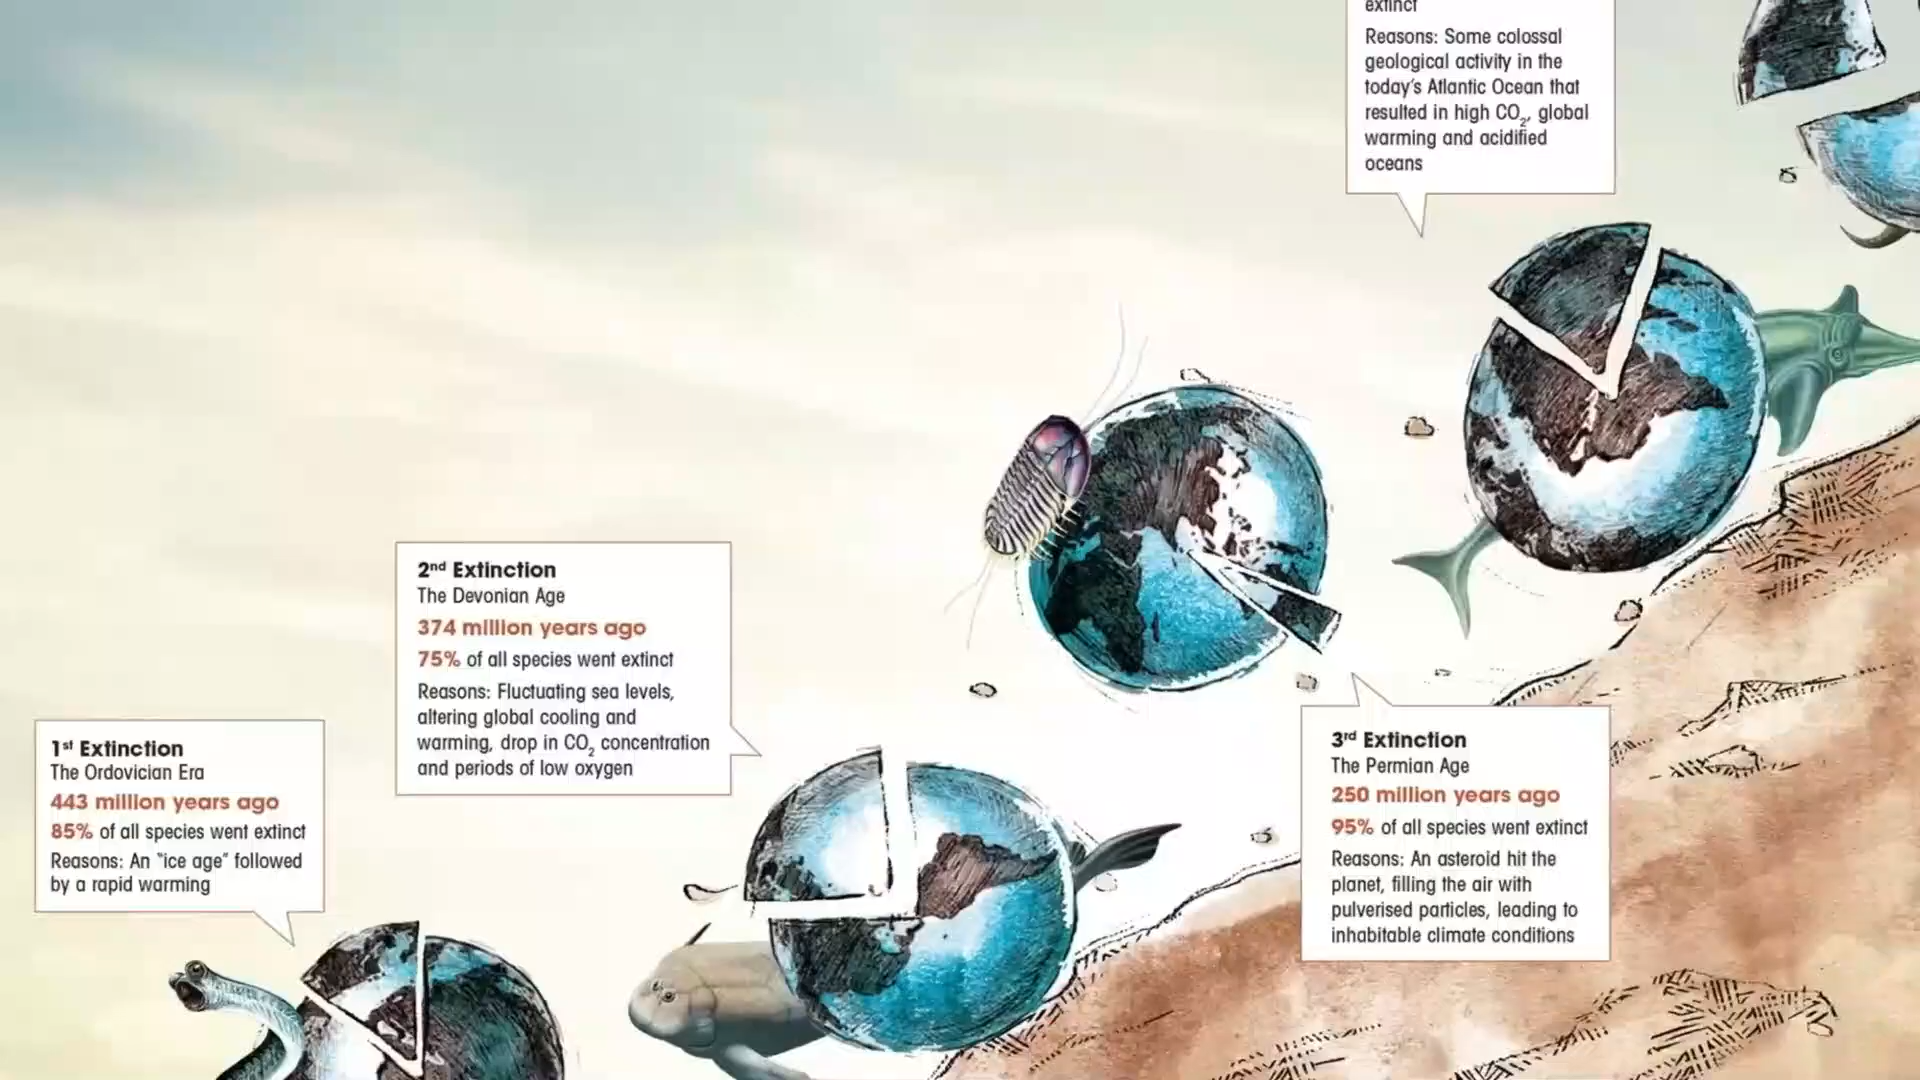 extinct
Reasons: Some colossal
geological activity in the
today's Atlantic Ocean that
resulted in high CO₂, global
warming and acidified
oceans
2nd Extinction
The Devonian Age
374 million years ago
75% of all species went extinct
Reasons: Fluctuating sea levels,
altering global cooling and
warming, drop in CO₂ concentration
and periods of low oxygen
1st Extinction
The Ordovician Era
443 million years ago
85% of all species went extinct
Reasons: An "ice age" followed
by a rapid warming
3rd Extinction
The Permian Age
250 million years ago
95% of all species went extinct
Reasons: An asteroid hit the
planet, filling the air with
pulverised particles, leading to
inhabitable climate conditions